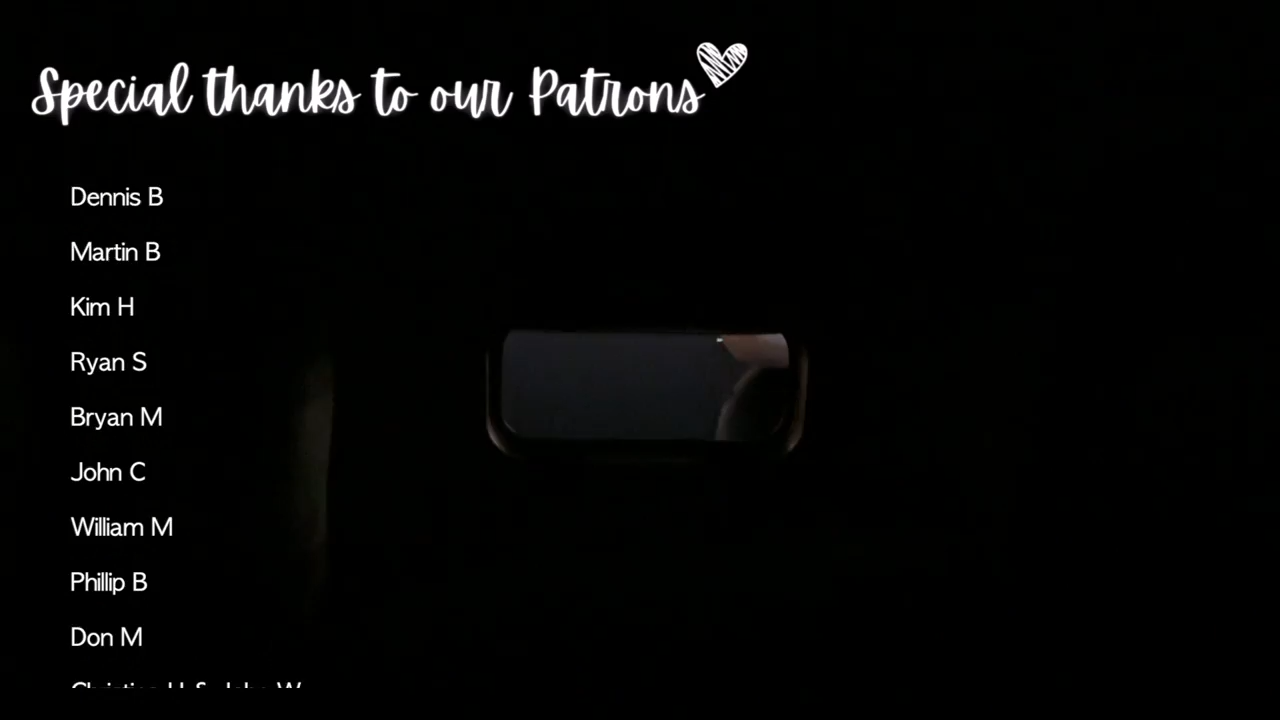 Special thanks to our Patrons
Dennis B
Martin B
Kim H
Ryan S
Bryan M
John C
William M
Phillip B
Don M